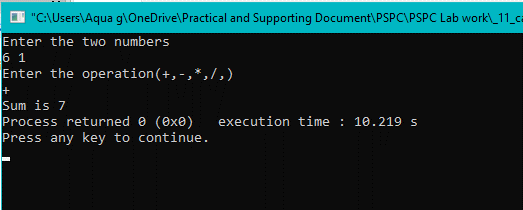 "C:\Users\Aqua g\OneDrive\Practical and Supporting Document\PSPC\PSPC Lab work\_11_ca
Enter the two numbers
6 1
Enter the operation(+,-,*,/,)
+
Sum is 7
Process returned 0 (0x0)   execution time : 10.219 s
Press any key to continue.